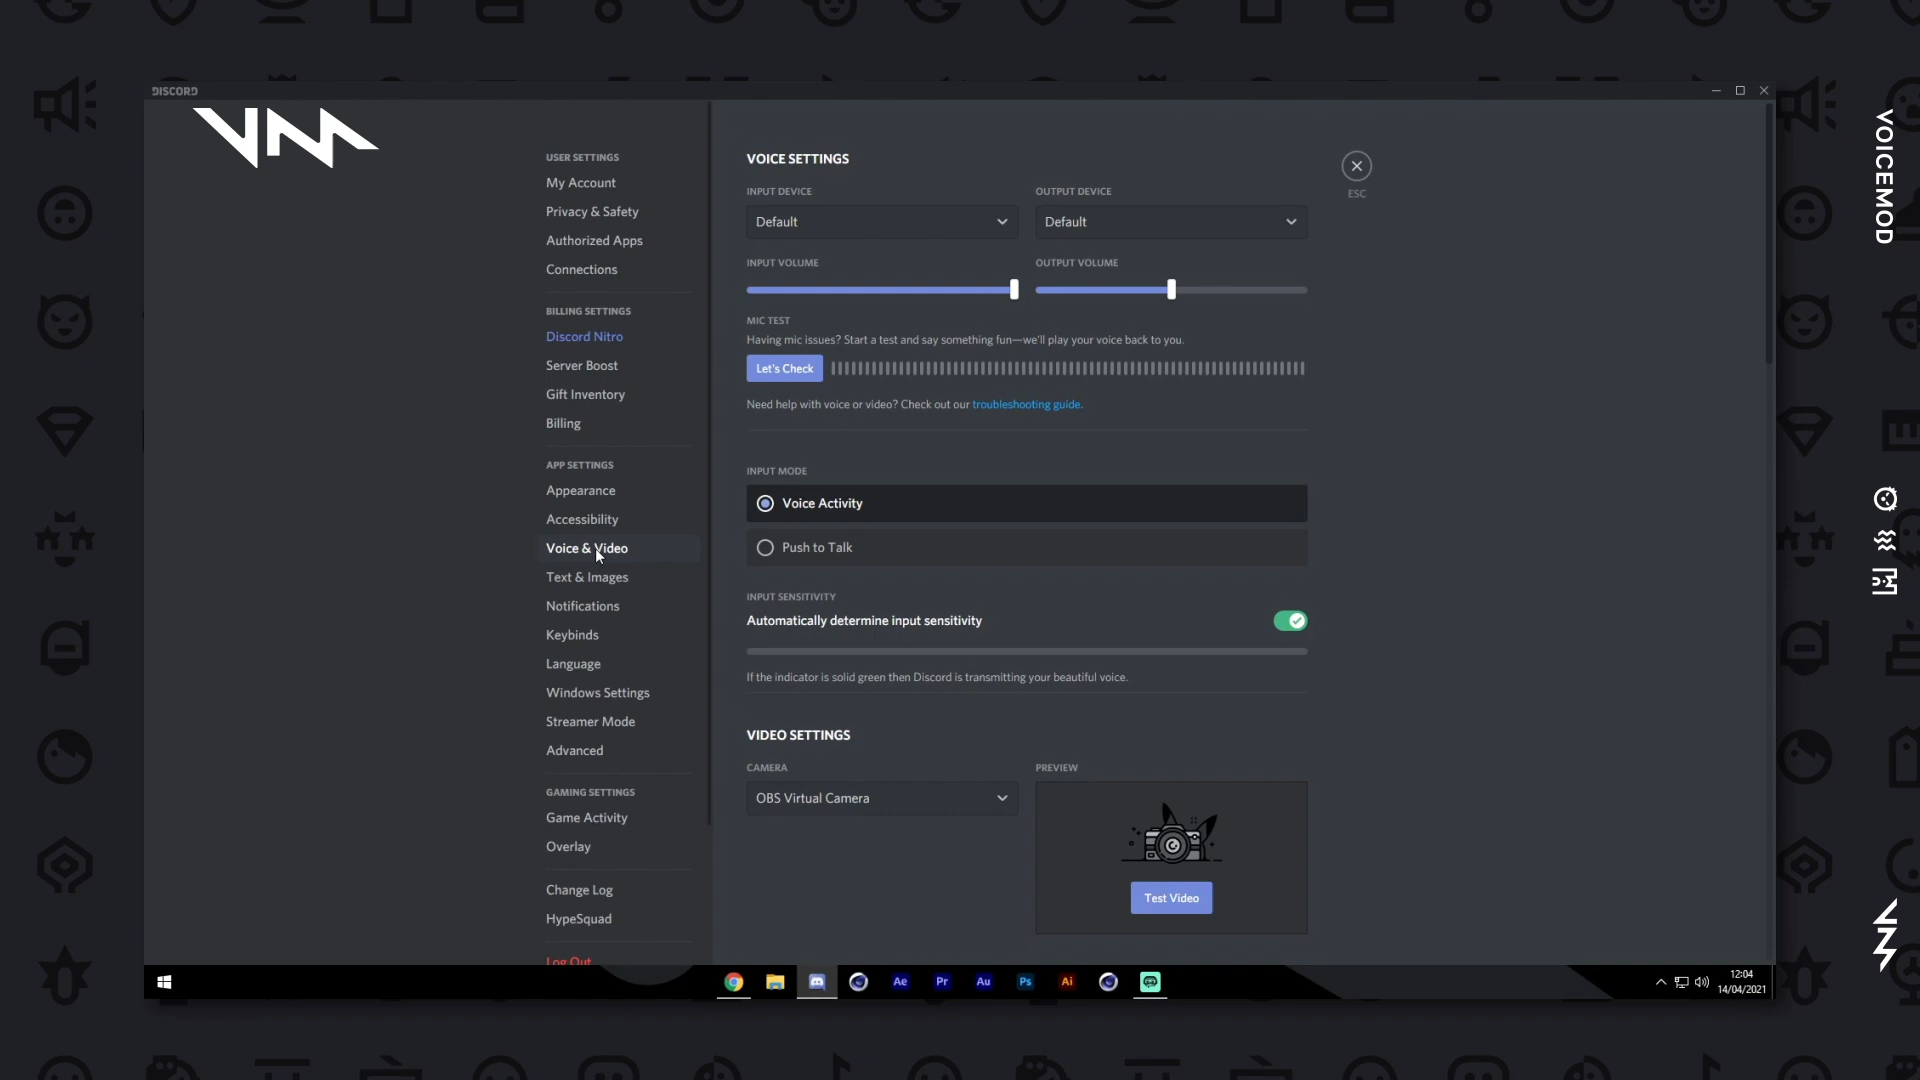 DISCORD
VM
VOICEMOD
USER SETTINGS
My Account
Privacy & Safety
Authorized Apps
Connections
BILLING SETTINGS
Discord Nitro
Server Boost
Gift Inventory
Billing
APP SETTINGS
Appearance
Accessibility
Voice & Video
Text & Images
Notifications
Keybinds
Language
Windows Settings
Streamer Mode
Advanced
GAMING SETTINGS
Game Activity
Overlay
Change Log
HypeSquad
Log Out
VOICE SETTINGS
ESC
INPUT DEVICE
OUTPUT DEVICE
Default
Default
INPUT VOLUME
OUTPUT VOLUME
MIC TEST
Having mic issues? Start a test and say something fun—we'll play your voice back to you.
Let's Check
Need help with voice or video? Check out our troubleshooting guide.
INPUT MODE
Voice Activity
Push to Talk
INPUT SENSITIVITY
Automatically determine input sensitivity
If the indicator is solid green then Discord is transmitting your beautiful voice.
VIDEO SETTINGS
CAMERA
PREVIEW
OBS Virtual Camera
Test Video
Ae
Pr
Au
Ps
Ai
12:04
14/04/2021